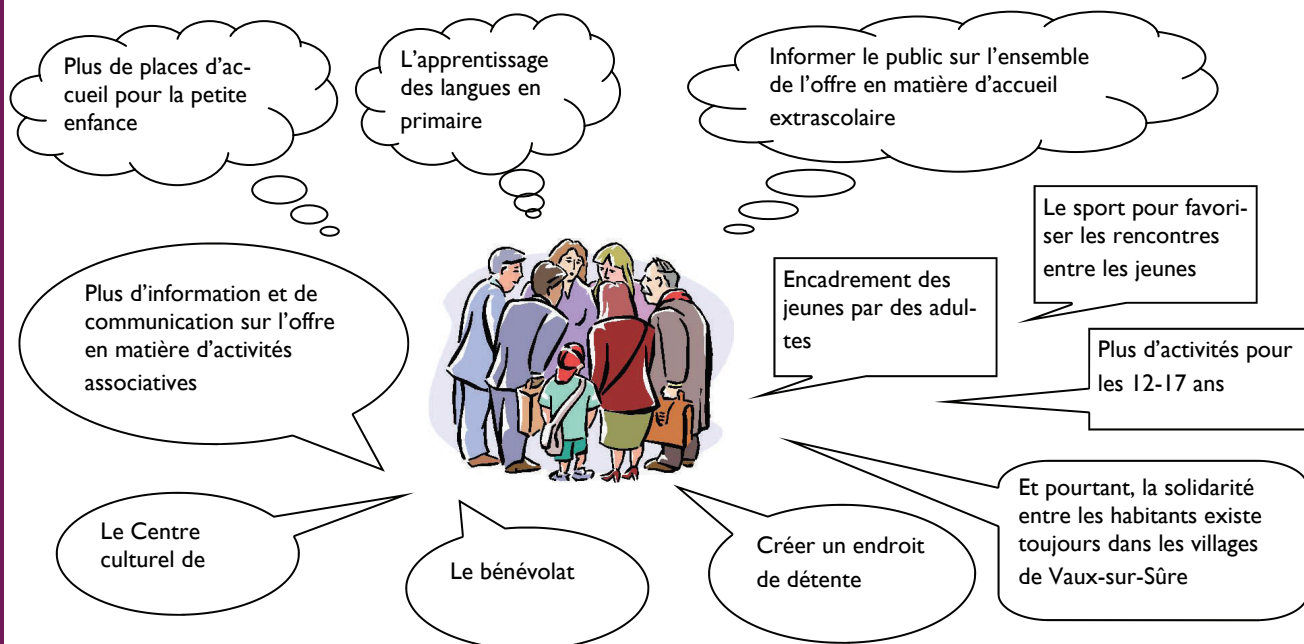 Plus de places d'ac-
cueil pour la petite
enfance
L'apprentissage
des langues en
primaire
Informer le public sur l'ensemble
de l'offre en matière d'accueil
extrascolaire
Le sport pour favori-
ser les rencontres
entre les jeunes
Encadrement des
jeunes par des adul-
tes
Plus d'information et de
communication sur l'offre
en matière d'activités
associatives
Plus d'activités pour
les 12-17 ans
Et pourtant, la solidarité
entre les habitants existe
toujours dans les villages
de Vaux-sur-Sûre
Le Centre
culturel de
Le bénévolat
Créer un endroit
de détente